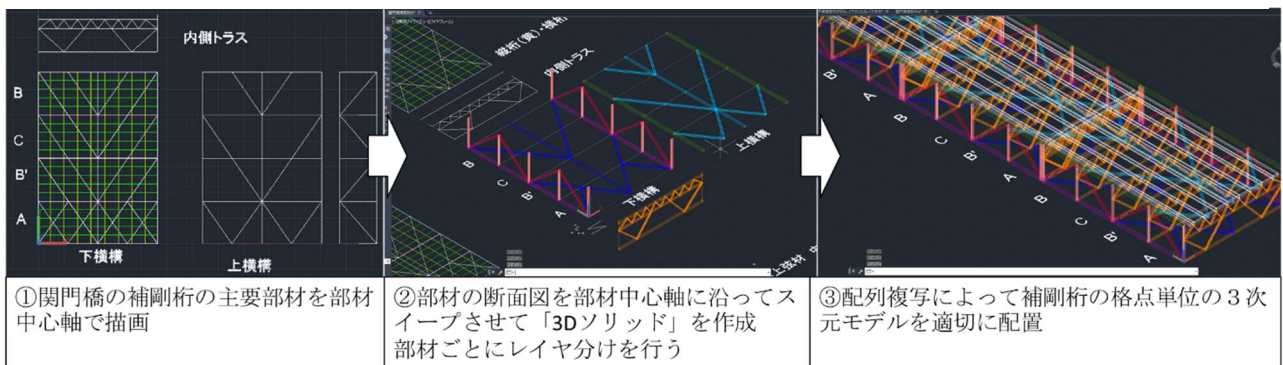 内側トラス
B
C
B'
A
下横構
上横構
縦桁(黄)・横桁
内側トラス
上横構
B
C
B'
A
下横構
上弦材
B'
A
B
C
B'
A
B
C
B'
A
①関門橋の補剛桁の主要部材を部材
中心軸で描画
②部材の断面図を部材中心軸に沿ってス
イープさせて「3Dソリッド」を作成
部材ごとにレイヤ分けを行う
③配列複写によって補剛桁の格点単位の３次
元モデルを適切に配置